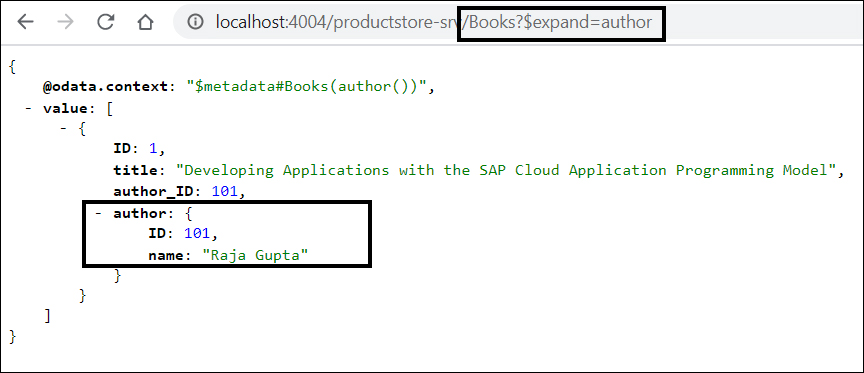 localhost:4004/productstore-srv/Books?$expand=author
{
@odata.context: "$metadata#Books(author())",
- value: [
- {
ID: 1,
title: "Developing Applications with the SAP Cloud Application Programming Model",
author_ID: 101,
- author: {
ID: 101,
name: "Raja Gupta"
}
}
]
}